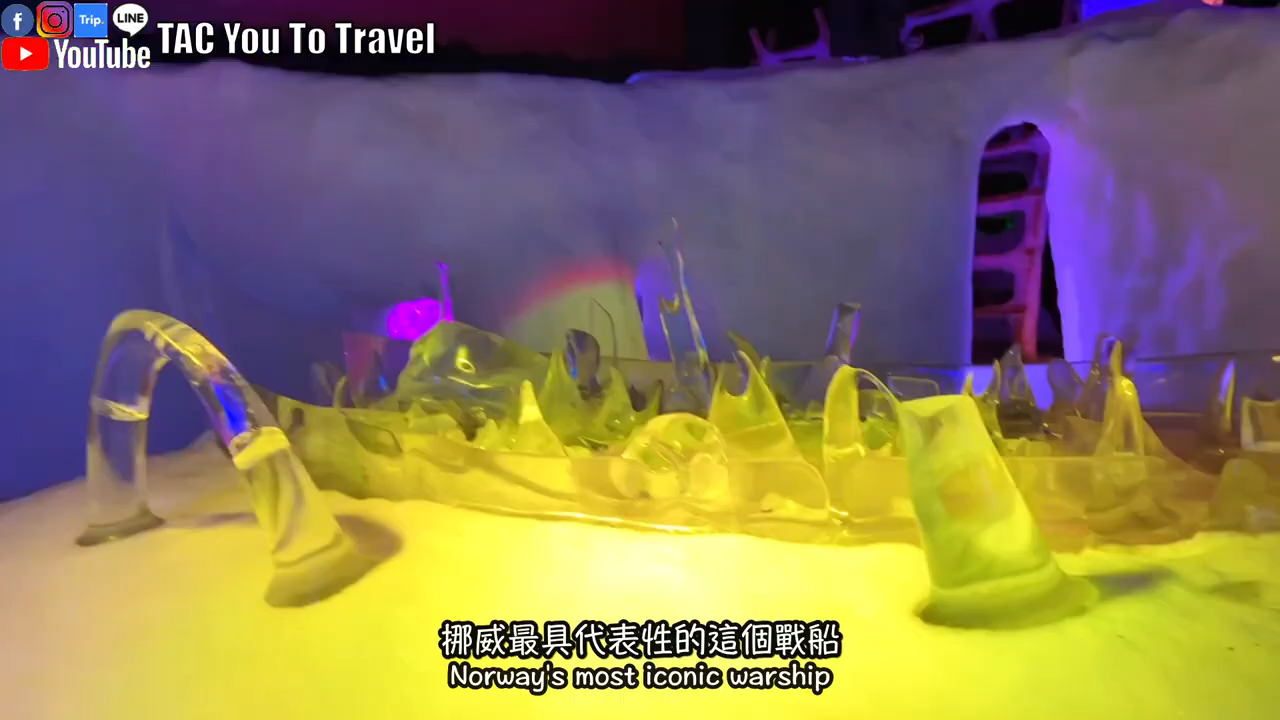 f
Trip.
LINE
TAC You To Travel
YouTube
挪威最具代表性的這個戰船
Norway's most iconic warship